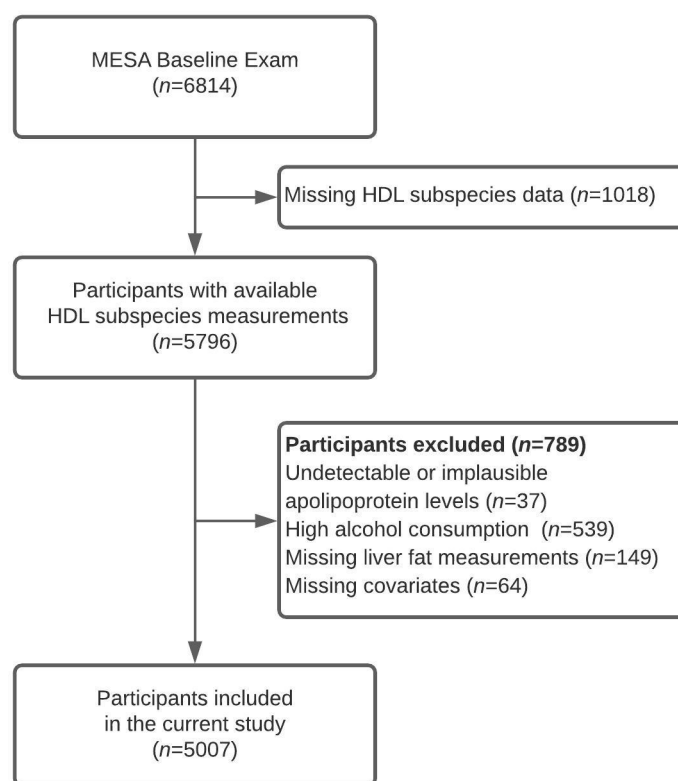 MESA Baseline Exam
(n=6814)
Missing HDL subspecies data (n=1018)
Participants with available
HDL subspecies measurements
(n=5796)
Participants excluded (n=789)
Undetectable or implausible
apolipoprotein levels (n=37)
High alcohol consumption (n=539)
Missing liver fat measurements (n=149)
Missing covariates (n=64)
Participants included
in the current study
(n=5007)